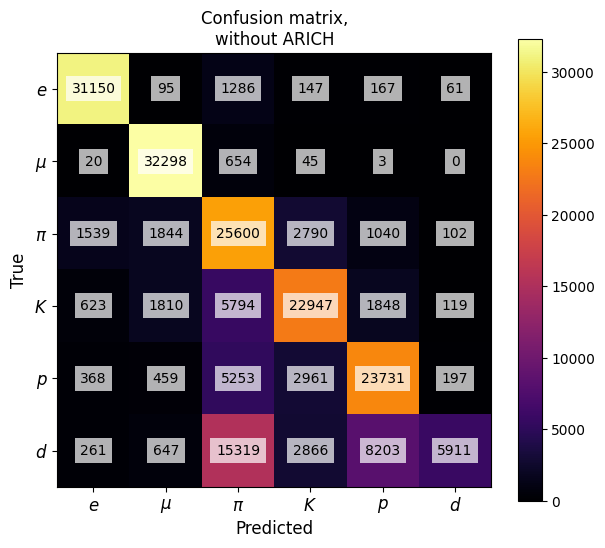 Confusion matrix,
without ARICH
e 31150 95 1286 147 167 61
μ 20 32298 654 45 3 0
π 1539 1844 25600 2790 1040 102
K 623 1810 5794 22947 1848 119
p 368 459 5253 2961 23731 197
d 261 647 15319 2866 8203 5911
e μ π K p d
True
Predicted
30000
25000
20000
15000
10000
5000
0